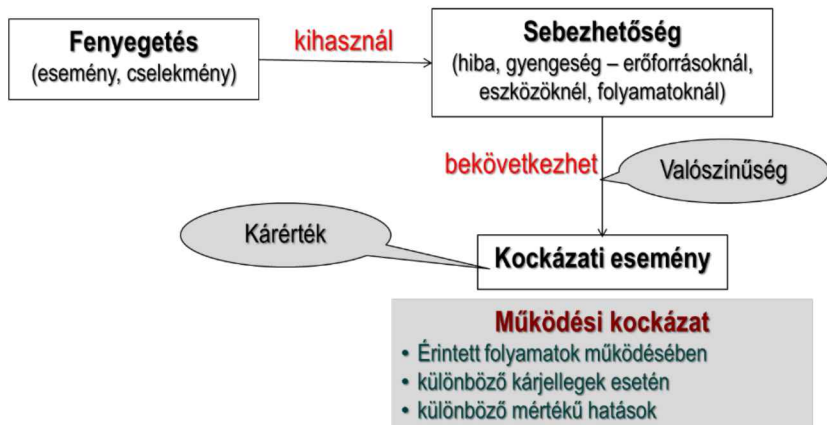 Fenyegetés
(esemény, cselekmény)
kihasznál
Sebezhetőség
(hiba, gyengeség – erőforrásoknál,
eszközöknél, folyamatoknál)
bekövetkezhet
Valószínűség
Kárérték
Kockázati esemény
Működési kockázat
• Érintett folyamatok működésében
• különböző kárjellegek esetén
• különböző mértékű hatások